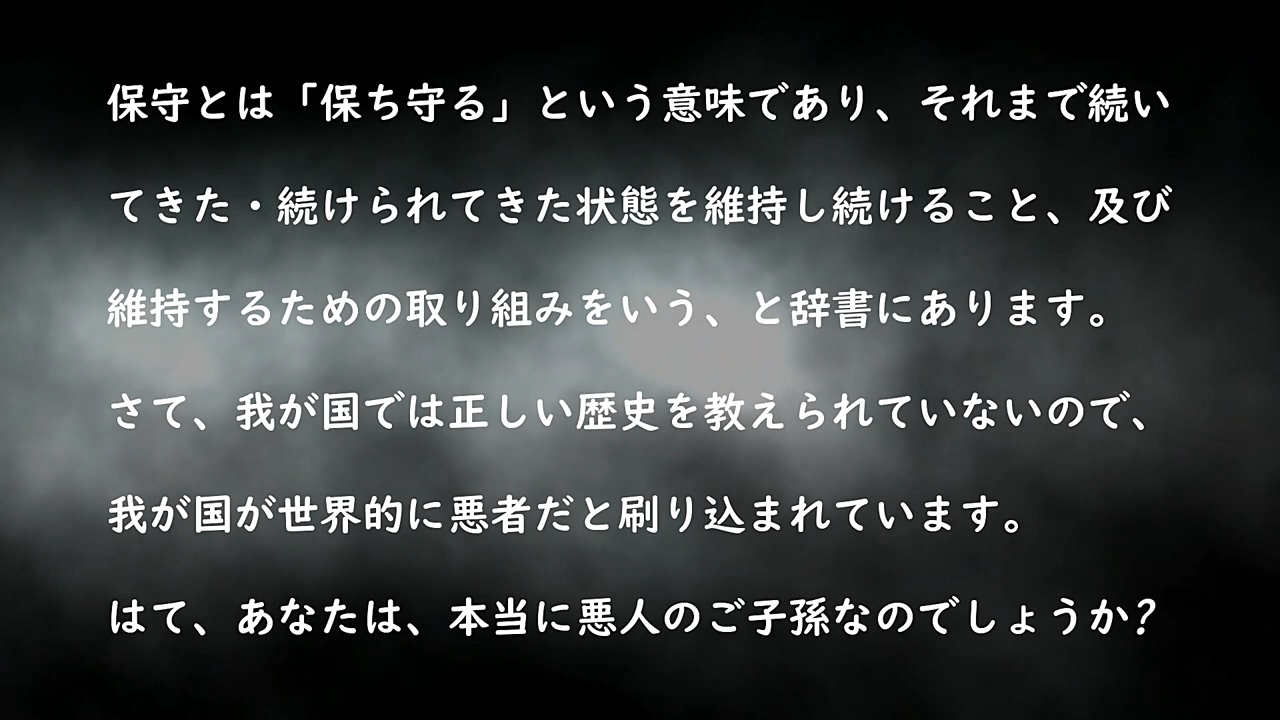 保守とは「保ち守る」という意味であり、それまで続い
てきた・続けられてきた状態を維持し続けること、及び
維持するための取り組みをいう、と辞書にあります。
さて、我が国では正しい歴史を教えられていないので、
我が国が世界的に悪者だと刷り込まれています。
はて、あなたは、本当に悪人のご子孫なのでしょうか?